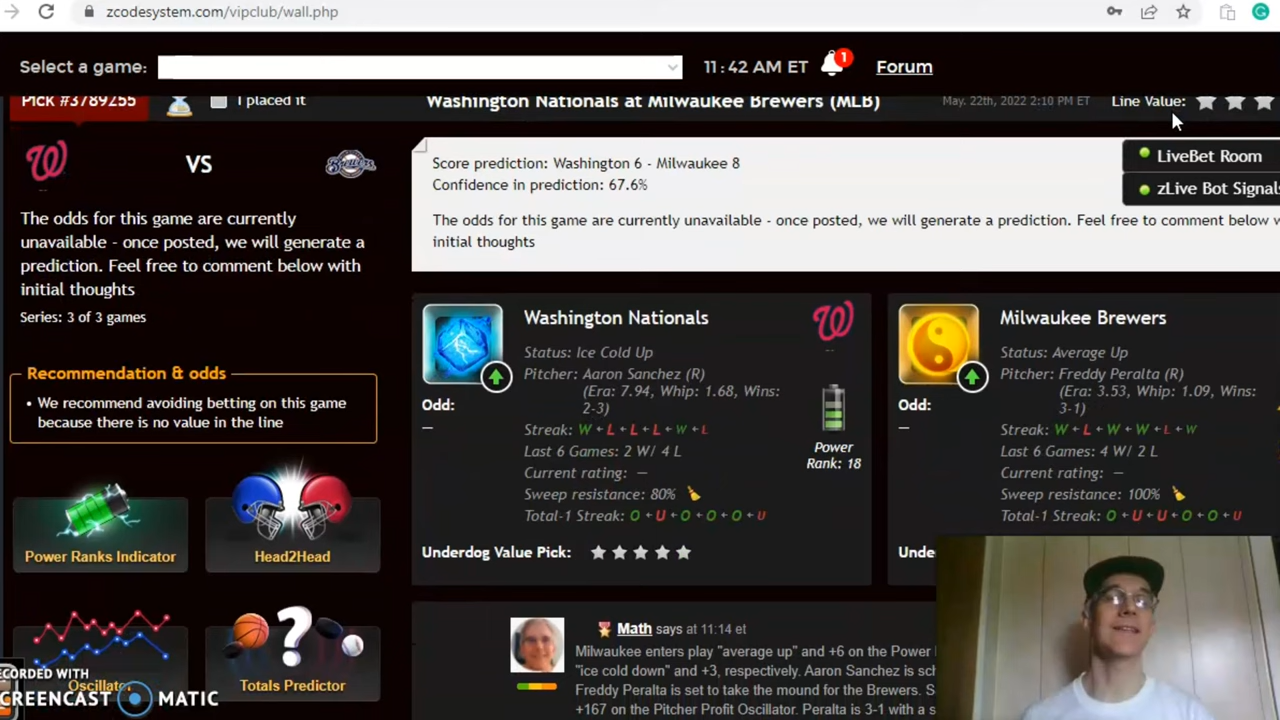 zcodesystem.com/vipclub/wall.php
Select a game:
11:42 AM ET
1
Forum
Pick #3789255
I placed it
Washington Nationals at Milwaukee Brewers (MLB)
May. 22th, 2022 2:10 PM ET
Line Value:
W
VS
Brewers
The odds for this game are currently
unavailable - once posted, we will generate a
prediction. Feel free to comment below with
initial thoughts
Series: 3 of 3 games
Recommendation & odds
• We recommend avoiding betting on this game
because there is no value in the line
Power Ranks Indicator
Head2Head
Oscillato
Totals Predictor
?
Score prediction: Washington 6 - Milwaukee 8
Confidence in prediction: 67.6%
The odds for this game are currently unavailable - once posted, we will generate a prediction. Feel free to comment below w
initial thoughts
LiveBet Room
zLive Bot Signals
Washington Nationals
W
Status: Ice Cold Up
Pitcher: Aaron Sanchez (R)
(Era: 7.94, Whip: 1.68, Wins:
2-3)
Odd:
—
Streak: W ← L ← L ← L ← W ← L
Last 6 Games: 2 W/ 4 L
Current rating: —
Sweep resistance: 80%
Total-1 Streak: O ← U ← O ← O ← O ← U
Power
Rank: 18
Underdog Value Pick:
Milwaukee Brewers
Status: Average Up
Pitcher: Freddy Peralta (R)
(Era: 3.53, Whip: 1.09, Wins:
3-1)
Odd:
—
Streak: W ← L ← W ← W ← L ← W
Last 6 Games: 4 W/ 2 L
Current rating: —
Sweep resistance: 100%
Total-1 Streak: O ← U ← U ← O ← O ← U
Unde
Math says at 11:14 et
Milwaukee enters play "average up" and +6 on the Power
"ice cold down" and +3, respectively. Aaron Sanchez is sc
Freddy Peralta is set to take the mound for the Brewers. S
+167 on the Pitcher Profit Oscillator. Peralta is 3-1 with a s
ECORDED WITH
SCREENCAST MATIC